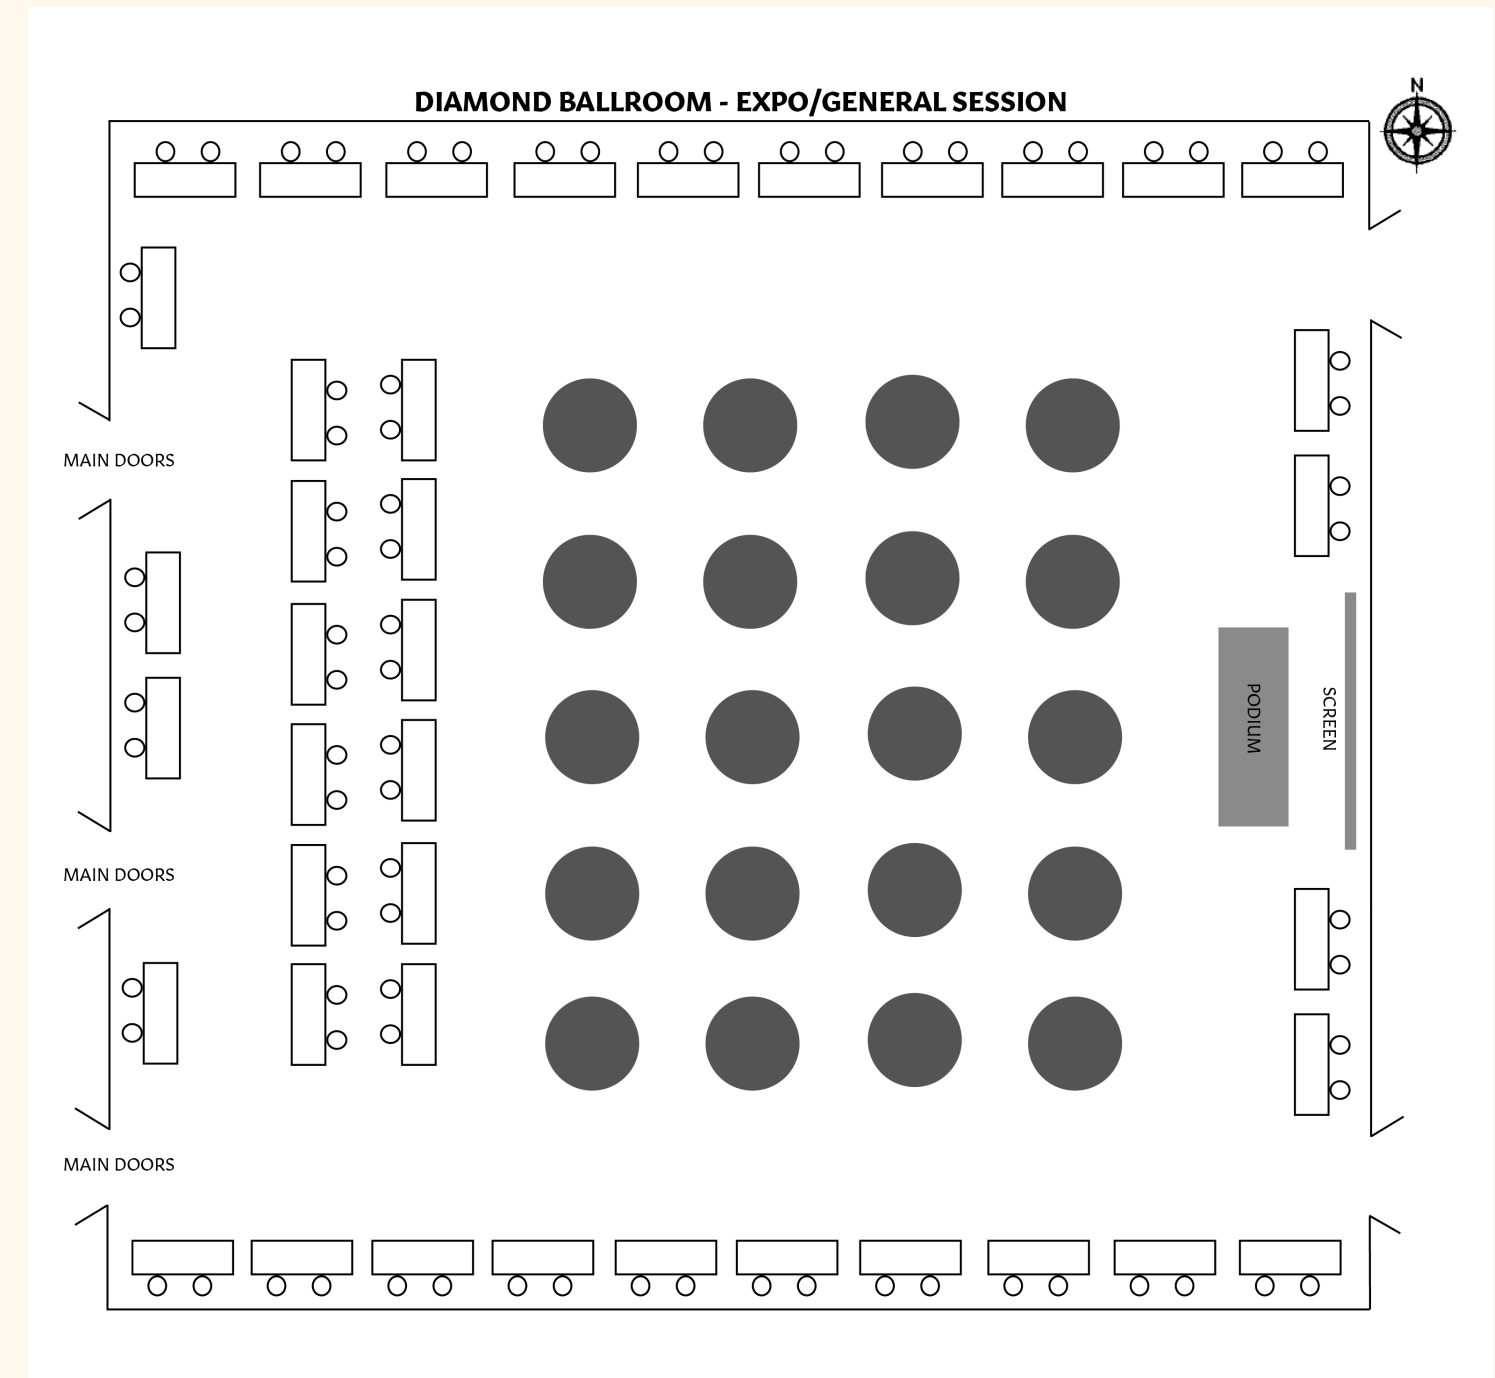 N
DIAMOND BALLROOM - EXPO/GENERAL SESSION
MAIN DOORS
PODIUM
SCREEN
MAIN DOORS
MAIN DOORS